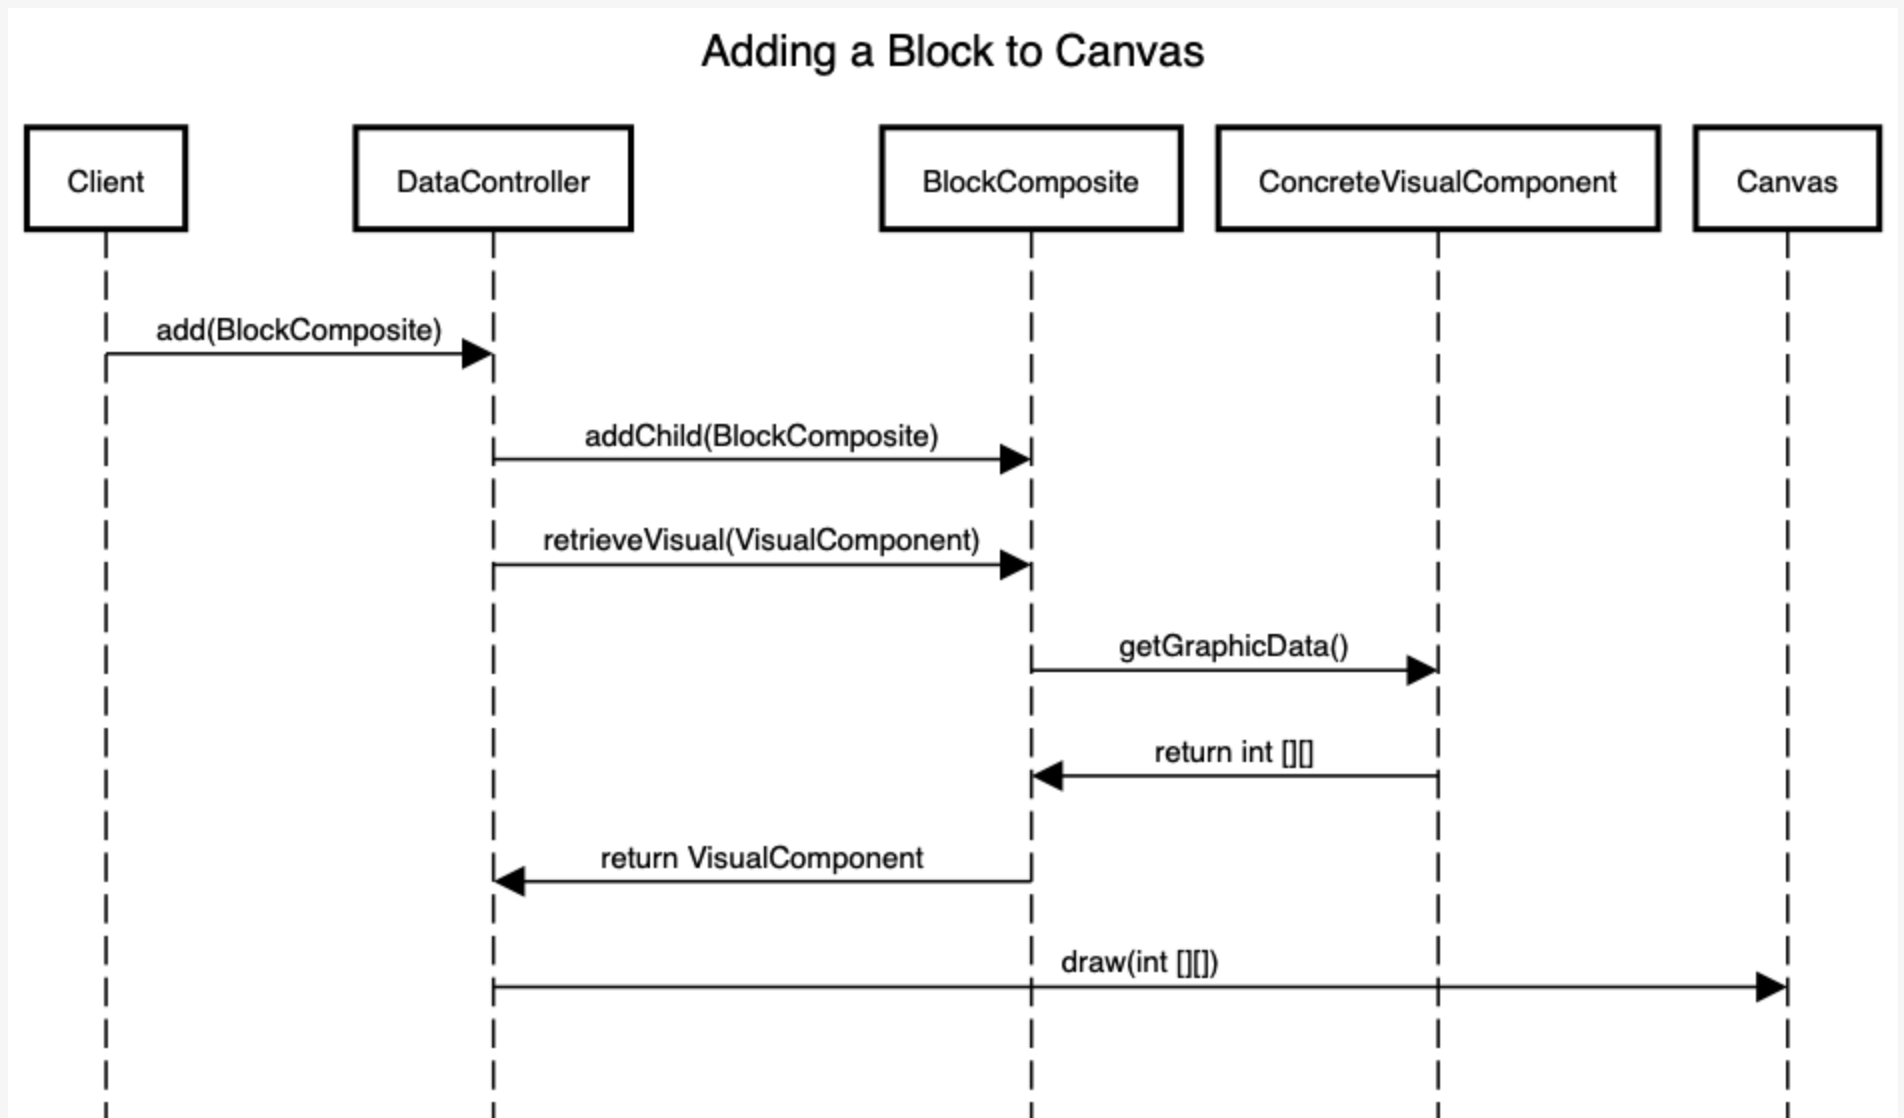 Adding a Block to Canvas
Client
DataController
BlockComposite
ConcreteVisualComponent
Canvas
add(BlockComposite)
addChild(BlockComposite)
retrieveVisual(VisualComponent)
getGraphicData()
return int [][]
return VisualComponent
draw(int [][])